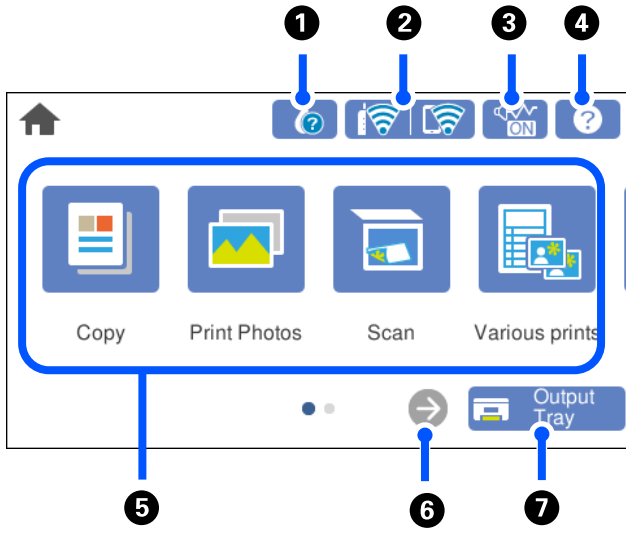 1 2 3 4
? ON ?
Copy Print Photos Scan Various prints
Output
Tray
5 6 7